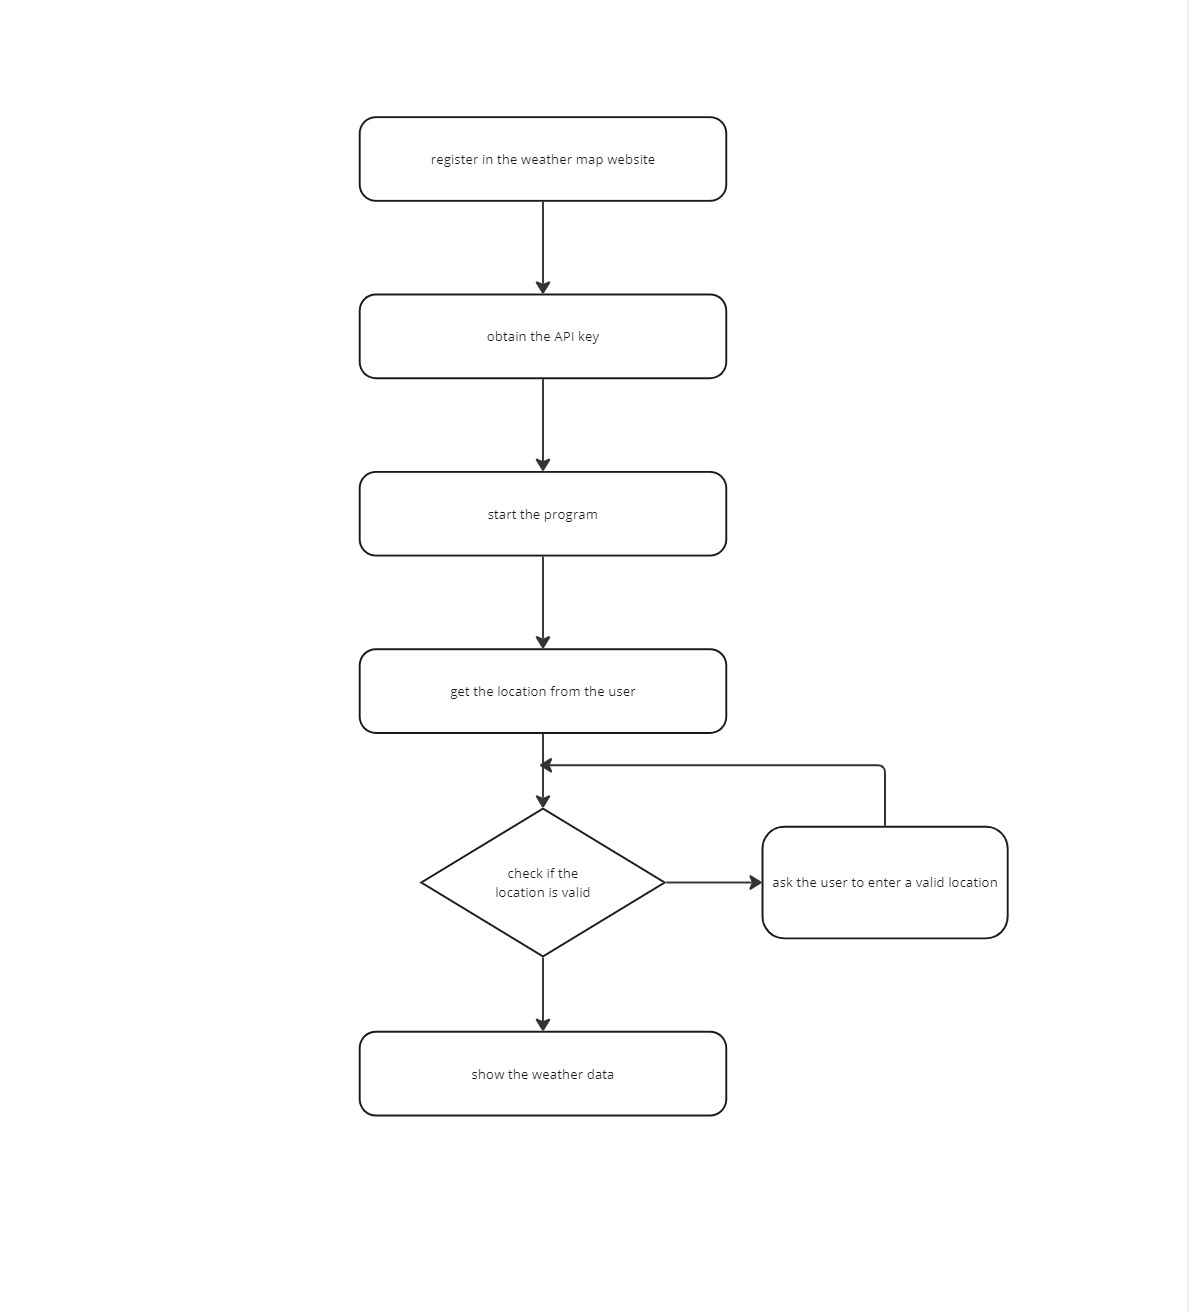 register in the weather map website
obtain the API key
start the program
get the location from the user
check if the
location is valid
ask the user to enter a valid location
show the weather data